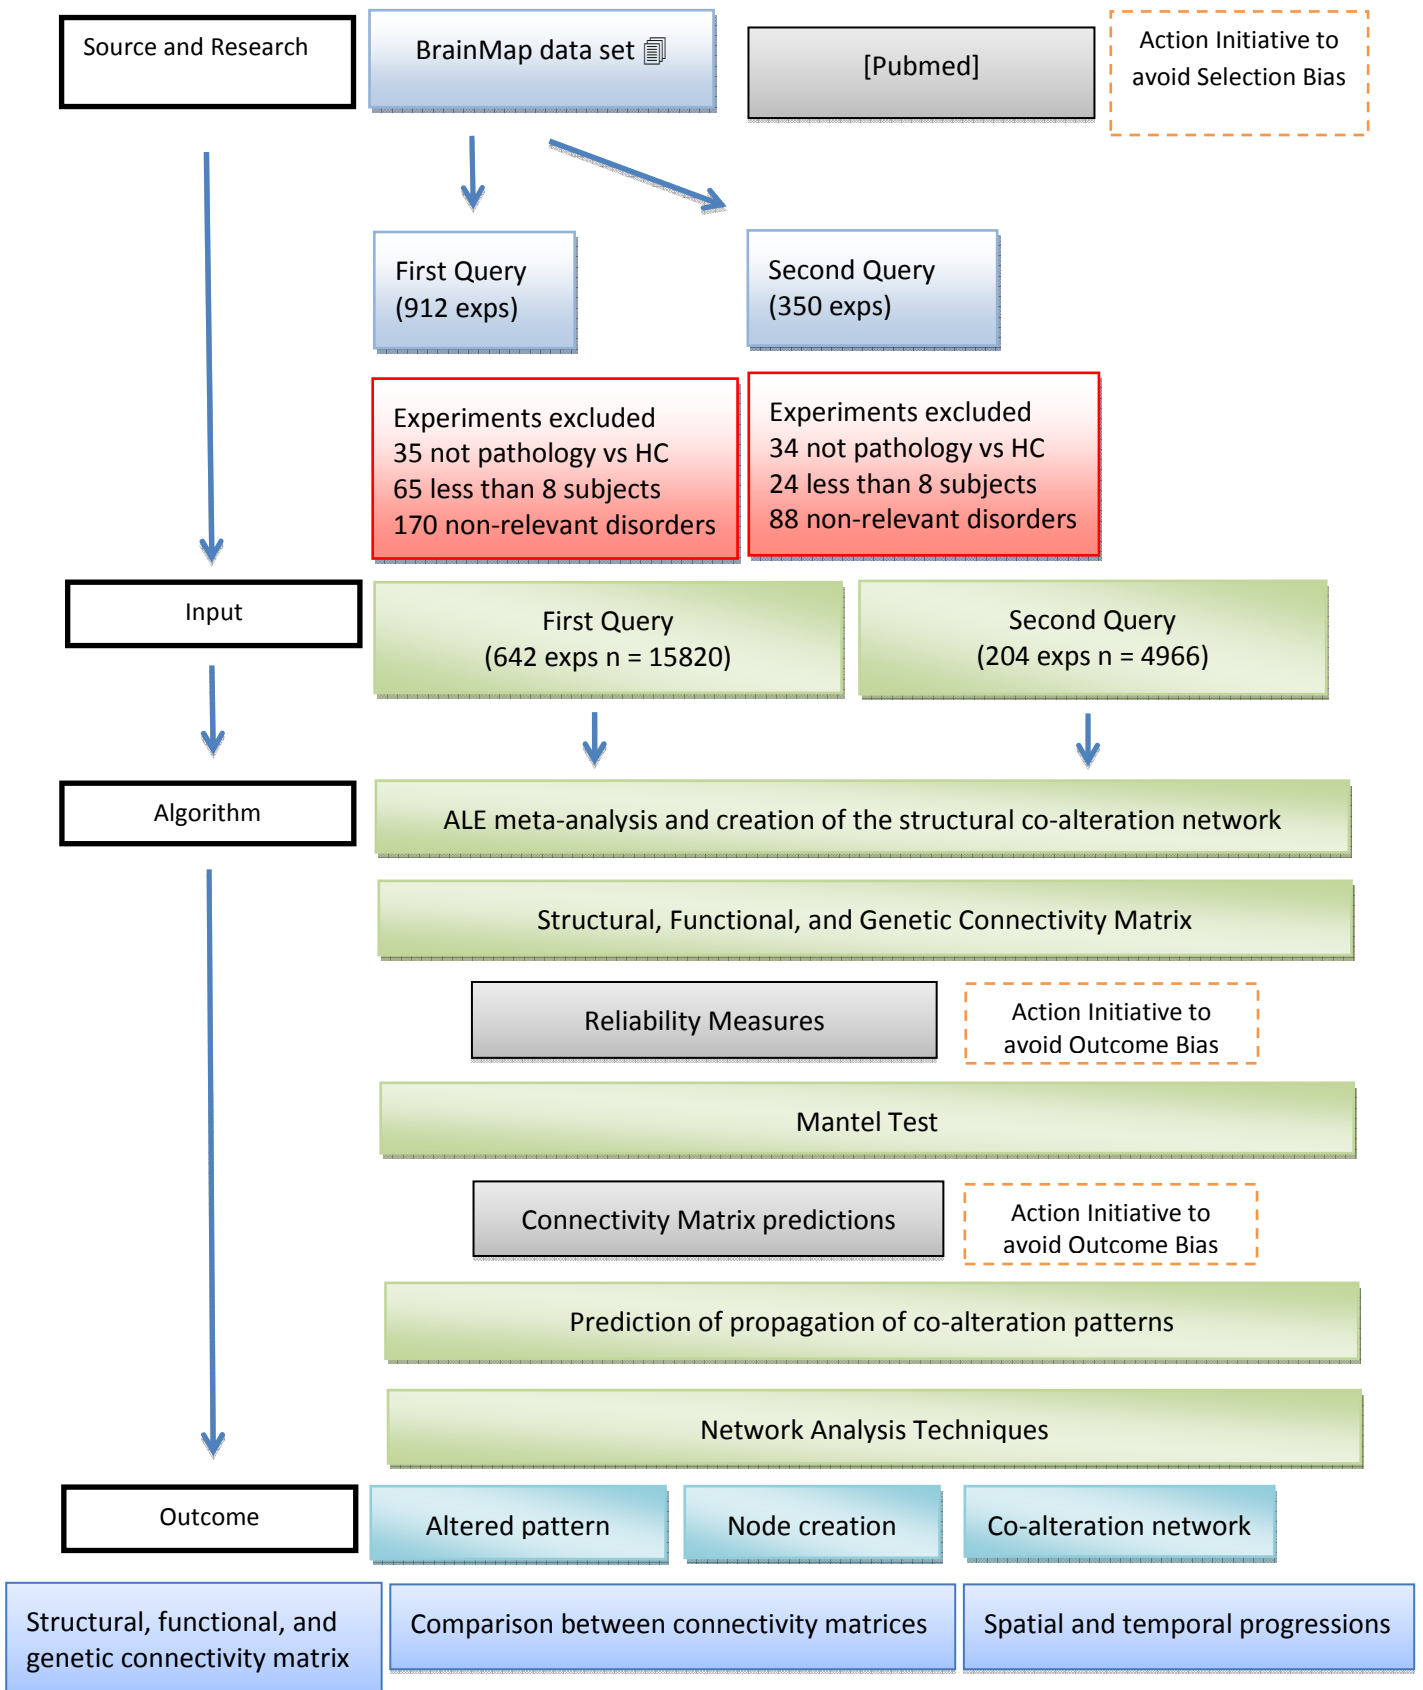 Source and Research
BrainMap data set
[Pubmed]
Action Initiative to
avoid Selection Bias
First Query
(912 exps)
Second Query
(350 exps)
Experiments excluded
35 not pathology vs HC
65 less than 8 subjects
170 non-relevant disorders
Experiments excluded
34 not pathology vs HC
24 less than 8 subjects
88 non-relevant disorders
Input
First Query
(642 exps n = 15820)
Second Query
(204 exps n = 4966)
Algorithm
ALE meta-analysis and creation of the structural co-alteration network
Structural, Functional, and Genetic Connectivity Matrix
Reliability Measures
Action Initiative to
avoid Outcome Bias
Mantel Test
Connectivity Matrix predictions
Action Initiative to
avoid Outcome Bias
Prediction of propagation of co-alteration patterns
Network Analysis Techniques
Outcome
Altered pattern
Node creation
Co-alteration network
Structural, functional, and
genetic connectivity matrix
Comparison between connectivity matrices
Spatial and temporal progressions